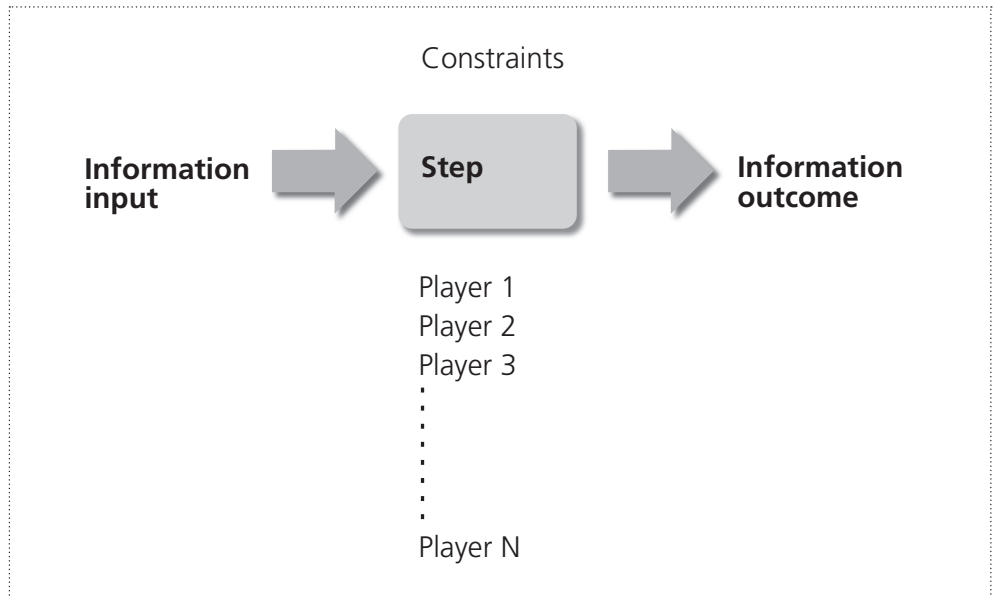 Constraints
Information
input
Step
Information
outcome
Player 1
Player 2
Player 3
Player N